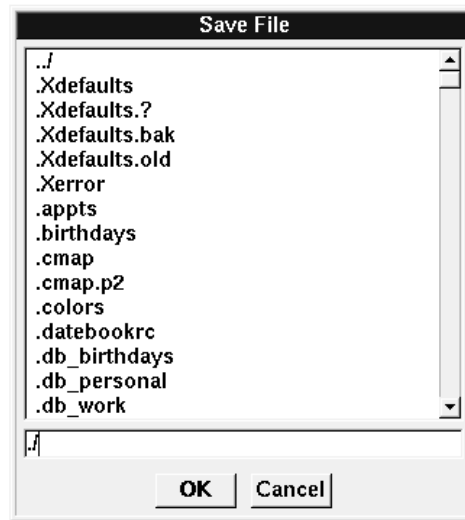 Save File
../
.Xdefaults
.Xdefaults.?
.Xdefaults.bak
.Xdefaults.old
.Xerror
.appts
.birthdays
.cmap
.cmap.p2
.colors
.datebookrc
.db_birthdays
.db_personal
.db_work
./
OK Cancel